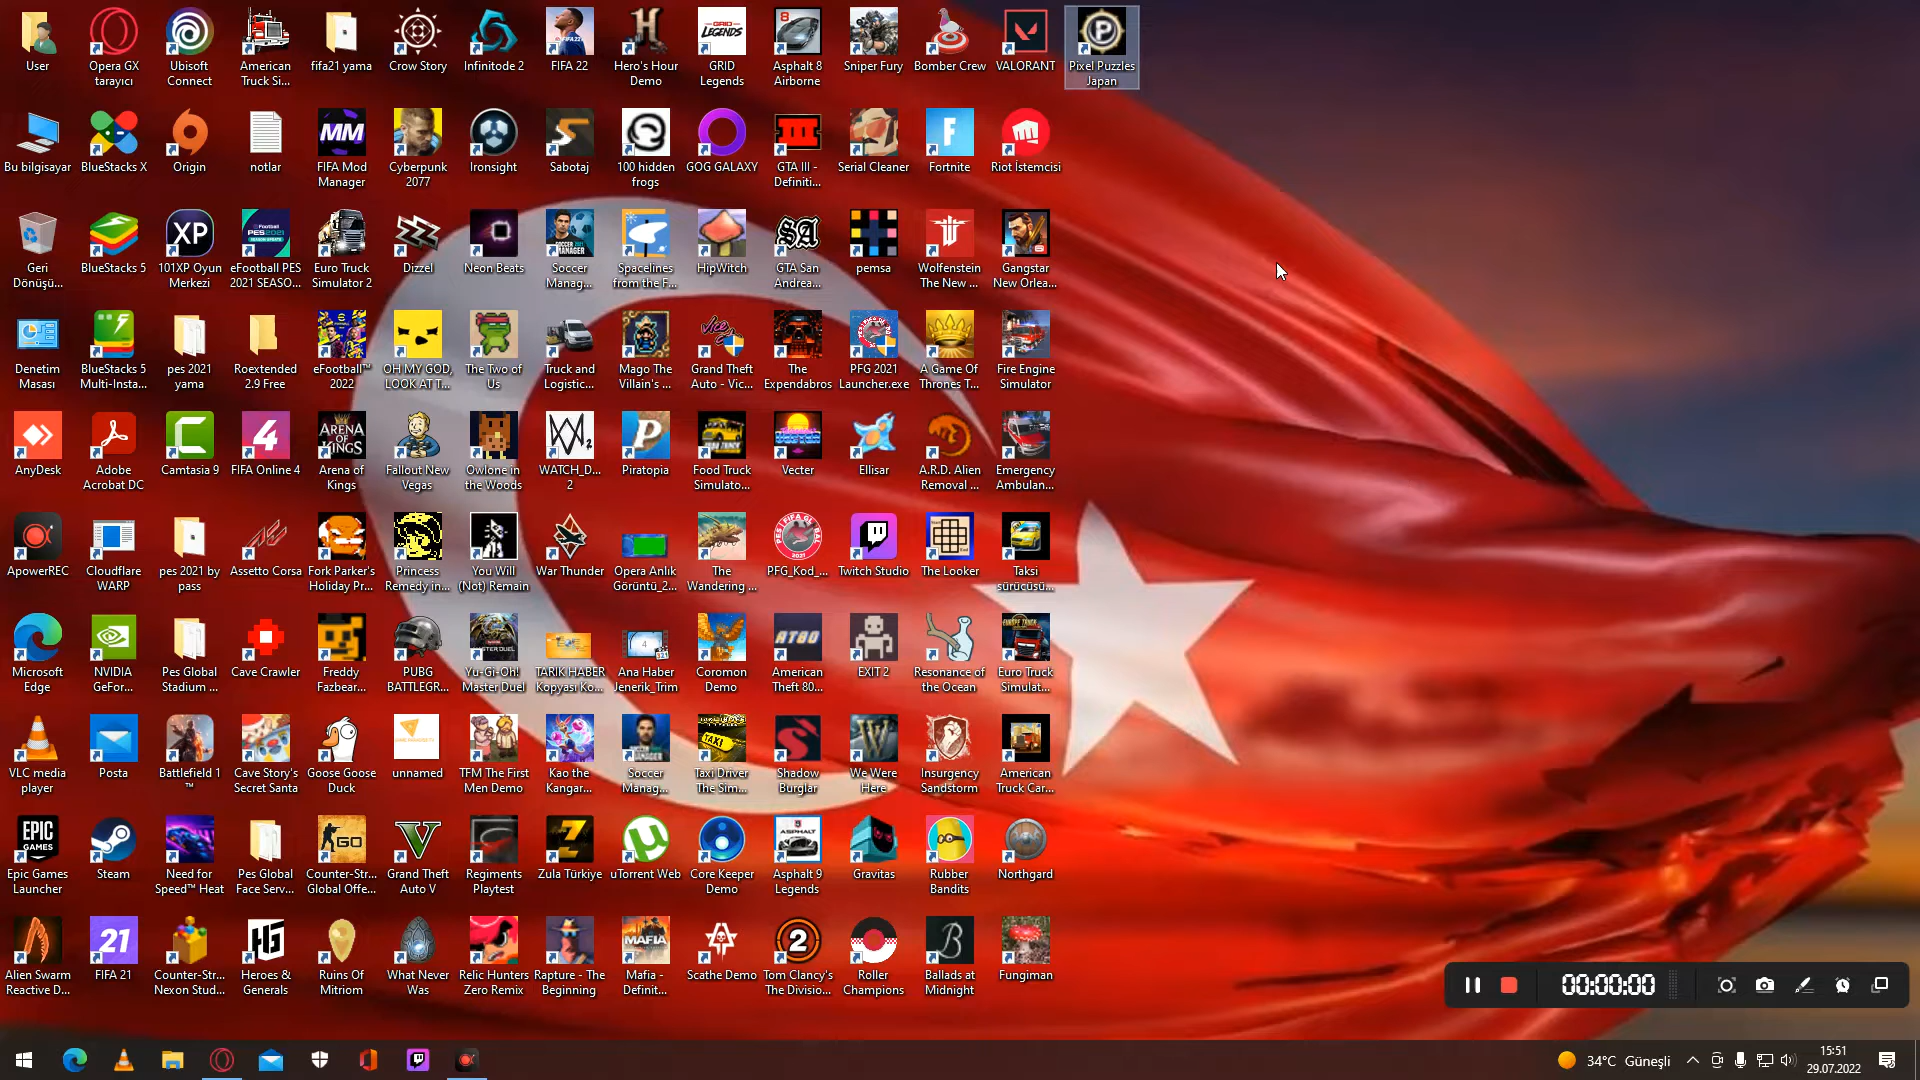 User
Opera GX
tarayıcı
Ubisoft
Connect
American
Truck Si...
fifa21 yama
Crow Story
Infinitode 2
FIFA 22
Hero's Hour
Demo
GRID
Legends
Asphalt 8
Airborne
Sniper Fury
Bomber Crew
VALORANT
Pixel Puzzles
Japan
Bu bilgisayar
BlueStacks X
Origin
notlar
FIFA Mod
Manager
Cyberpunk
2077
Ironsight
Sabotaj
100 hidden
frogs
GOG GALAXY
GTA III -
Definiti...
Serial Cleaner
Fortnite
Riot İstemcisi
Geri
Dönüşü...
BlueStacks 5
101XP Oyun
Merkezi
eFootball PES
2021 SEASO...
Euro Truck
Simulator 2
Dizzel
Neon Beats
Soccer
Manag...
Spacelines
from the F...
HipWitch
GTA San
Andrea...
pemsa
Wolfenstein
The New ...
Gangstar
New Orlea...
Denetim
Masası
BlueStacks 5
Multi-Insta...
pes 2021
yama
Roextended
2.9 Free
eFootball™
2022
OH MY GOD,
LOOK AT T...
The Two of
Us
Truck and
Logistic...
Mago The
Villain's ...
Grand Theft
Auto - Vic...
The
Expendabros
PFG 2021
Launcher.exe
A Game Of
Thrones T...
Fire Engine
Simulator
AnyDesk
Adobe
Acrobat DC
Camtasia 9
FIFA Online 4
Arena of
Kings
Fallout New
Vegas
Owlone in
the Woods
WATCH_D...
2
Piratopia
Food Truck
Simulato...
Vecter
Ellisar
A.R.D. Alien
Removal ...
Emergency
Ambulan...
ApowerREC
Cloudflare
WARP
pes 2021 by
pass
Assetto Corsa
Fork Parker's
Holiday Pr...
Princess
Remedy in...
You Will
(Not) Remain
War Thunder
Opera Anlık
Görüntü_2...
The
Wandering ...
PFG_Kod_...
Twitch Studio
The Looker
Taksi
sürücüsü...
Microsoft
Edge
NVIDIA
GeFor...
Pes Global
Stadium ...
Cave Crawler
Freddy
Fazbear...
PUBG
BATTLEGR...
Yu-Gi-Oh!
Master Duel
TARIK HABER
Kopyası Ko...
Ana Haber
Jenerik_Trim
Coromon
Demo
American
Theft 80...
EXIT 2
Resonance of
the Ocean
Euro Truck
Simulat...
VLC media
player
Posta
Battlefield 1
™
Cave Story's
Secret Santa
Goose Goose
Duck
unnamed
TFM The First
Men Demo
Kao the
Kangar...
Soccer
Manag...
Taxi Driver
The Sim...
Shadow
Burglar
We Were
Here
Insurgency
Sandstorm
American
Truck Car...
Epic Games
Launcher
Steam
Need for
Speed™ Heat
Pes Global
Face Serv...
Counter-Str...
Global Offe...
Grand Theft
Auto V
Regiments
Playtest
Zula Türkiye
uTorrent Web
Core Keeper
Demo
Asphalt 9
Legends
Gravitas
Rubber
Bandits
Northgard
Alien Swarm
Reactive D...
FIFA 21
Counter-Str...
Nexon Stud...
Heroes &
Generals
Ruins Of
Mitriom
What Never
Was
Relic Hunters
Zero Remix
Rapture - The
Beginning
Mafia -
Definit...
Scathe Demo
Tom Clancy's
The Divisio...
Roller
Champions
Ballads at
Midnight
Fungiman
00:00:00
34°C Güneşli
15:51
29.07.2022